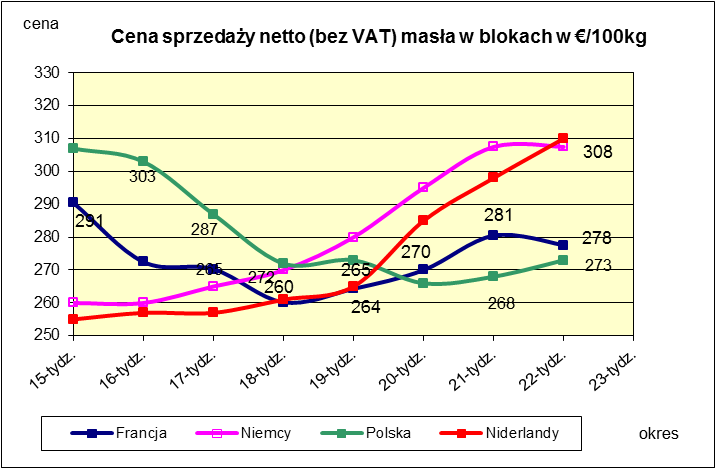 cena
Cena sprzedaży netto (bez VAT) masła w blokach w €/100kg
330
320
310
300
290
280
270
260
250
303
291
287
265
272
260
265
264
270
281
268
308
278
273
15-tydz.
16-tydz.
17-tydz.
18-tydz.
19-tydz.
20-tydz.
21-tydz.
22-tydz.
23-tydz.
Francja Niemcy Polska Niderlandy
okres